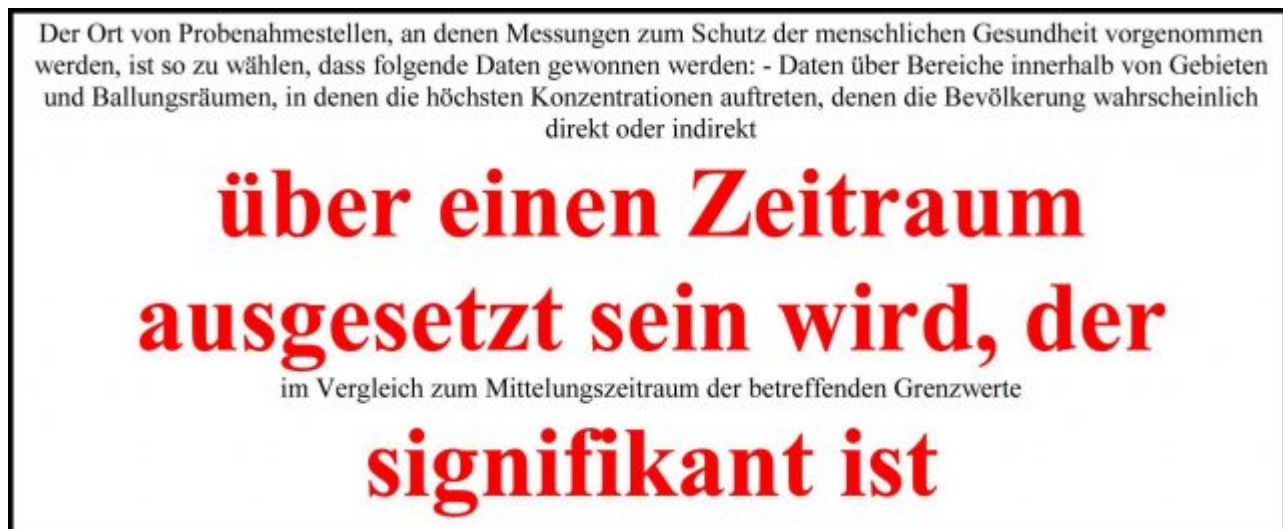 Der Ort von Probenahmestellen, an denen Messungen zum Schutz der menschlichen Gesundheit vorgenommen
werden, ist so zu wählen, dass folgende Daten gewonnen werden: - Daten über Bereiche innerhalb von Gebieten
und Ballungsräumen, in denen die höchsten Konzentrationen auftreten, denen die Bevölkerung wahrscheinlich
direkt oder indirekt
über einen Zeitraum
ausgesetzt sein wird, der
im Vergleich zum Mittelungszeitraum der betreffenden Grenzwerte
signifikant ist